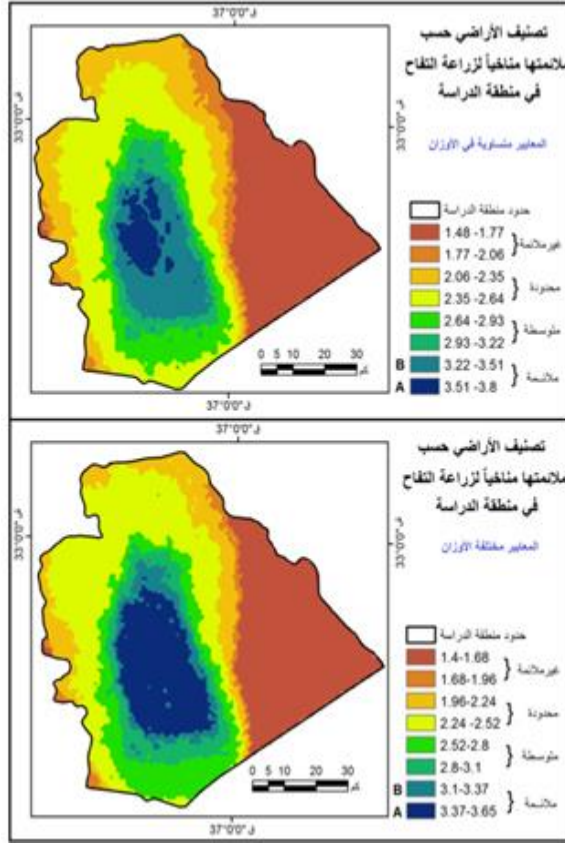 37°0'0"ق
تصنيف الأراضي حسب
ملائمتها مناخياً لزراعة التفاح
في منطقة الدراسة
المعايير متساوية في الأوزان
33°0'0"ق
33°0'0"ق
حدود منطقة الدراسة
1.48 -1.77
غيرملائمة
1.77 -2.06
2.06 -2.35
محدودة
2.35 -2.64
2.64 -2.93
متوسطة
2.93 -3.22
B 3.22 -3.51
ملائمة
A 3.51 -3.8
0 5 10 20 30
كم
37°0'0"ق
37°0'0"ق
تصنيف الأراضي حسب
ملائمتها مناخياً لزراعة التفاح
في منطقة الدراسة
المعايير مختلفة الأوزان
33°0'0"ق
33°0'0"ق
حدود منطقة الدراسة
1.4-1.68
غيرملائمة
1.68-1.96
1.96-2.24
محدودة
2.24 -2.52
2.52-2.8
متوسطة
2.8-3.1
B 3.1-3.37
ملائمة
A 3.37-3.65
0 5 10 20 30
كم
37°0'0"ق